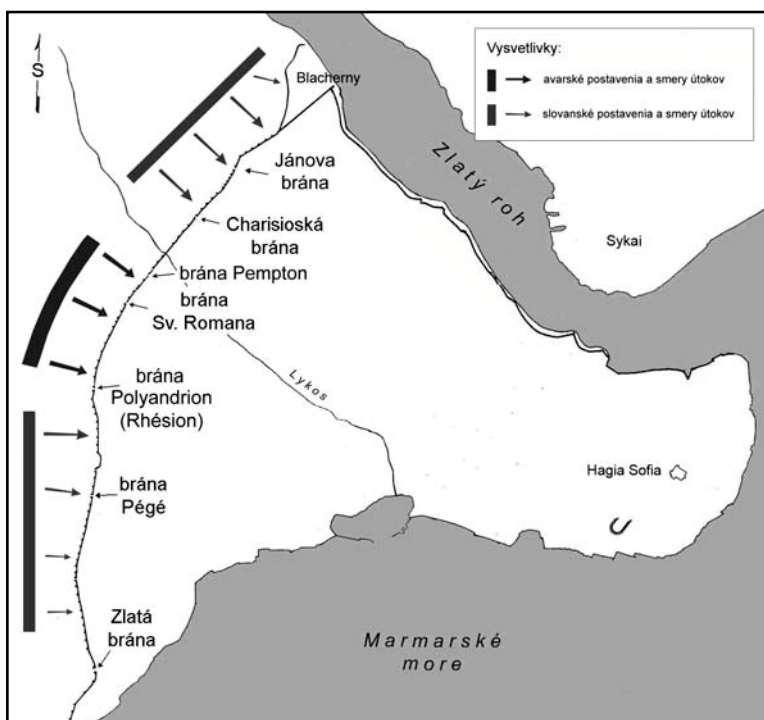 Vysvetlivky:
avarské postavenia a smery útokov
slovanské postavenia a smery útokov
S
Blacherny
Zlatý roh
Jánova
brána
Sykai
Charisioská
brána
brána Pempton
brána
Sv. Romana
Lykos
brána
Polyandrion
(Rhésion)
Hagia Sofia
brána
Pégé
Zlatá
brána
Marmarské
more